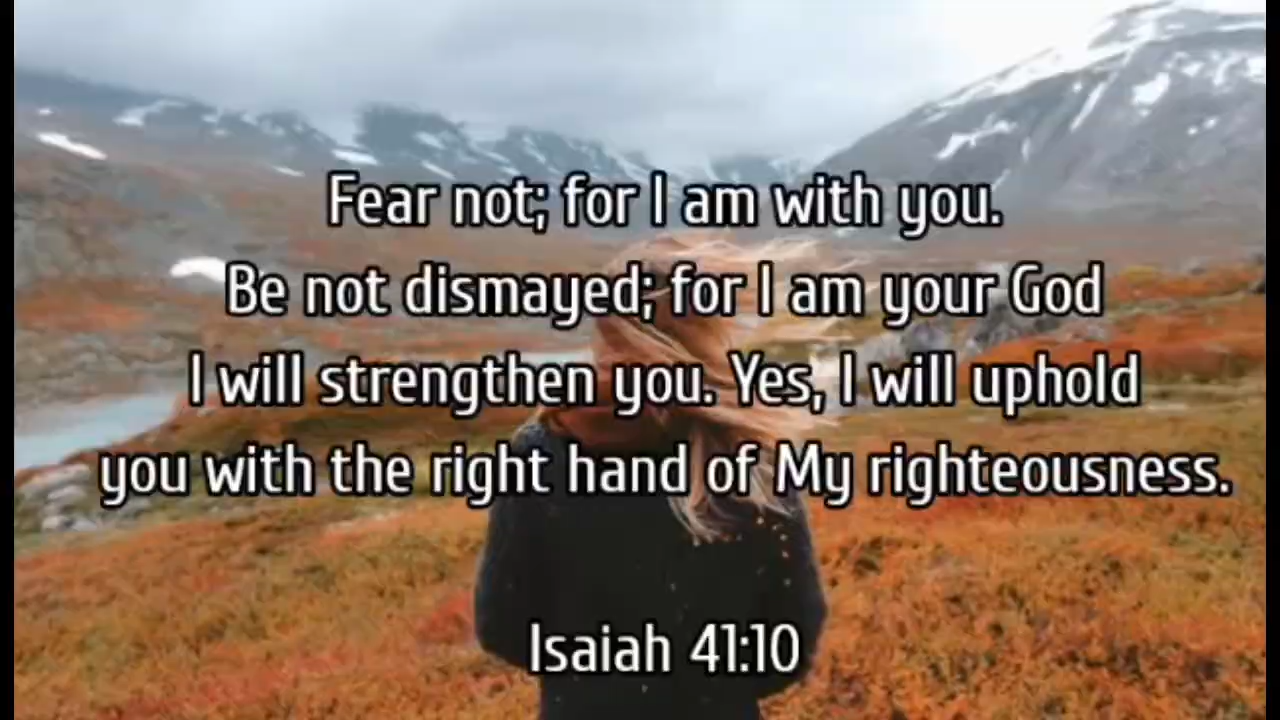 Fear not; for I am with you.
Be not dismayed; for I am your God
I will strengthen you. Yes, I will uphold
you with the right hand of My righteousness.
Isaiah 41:10